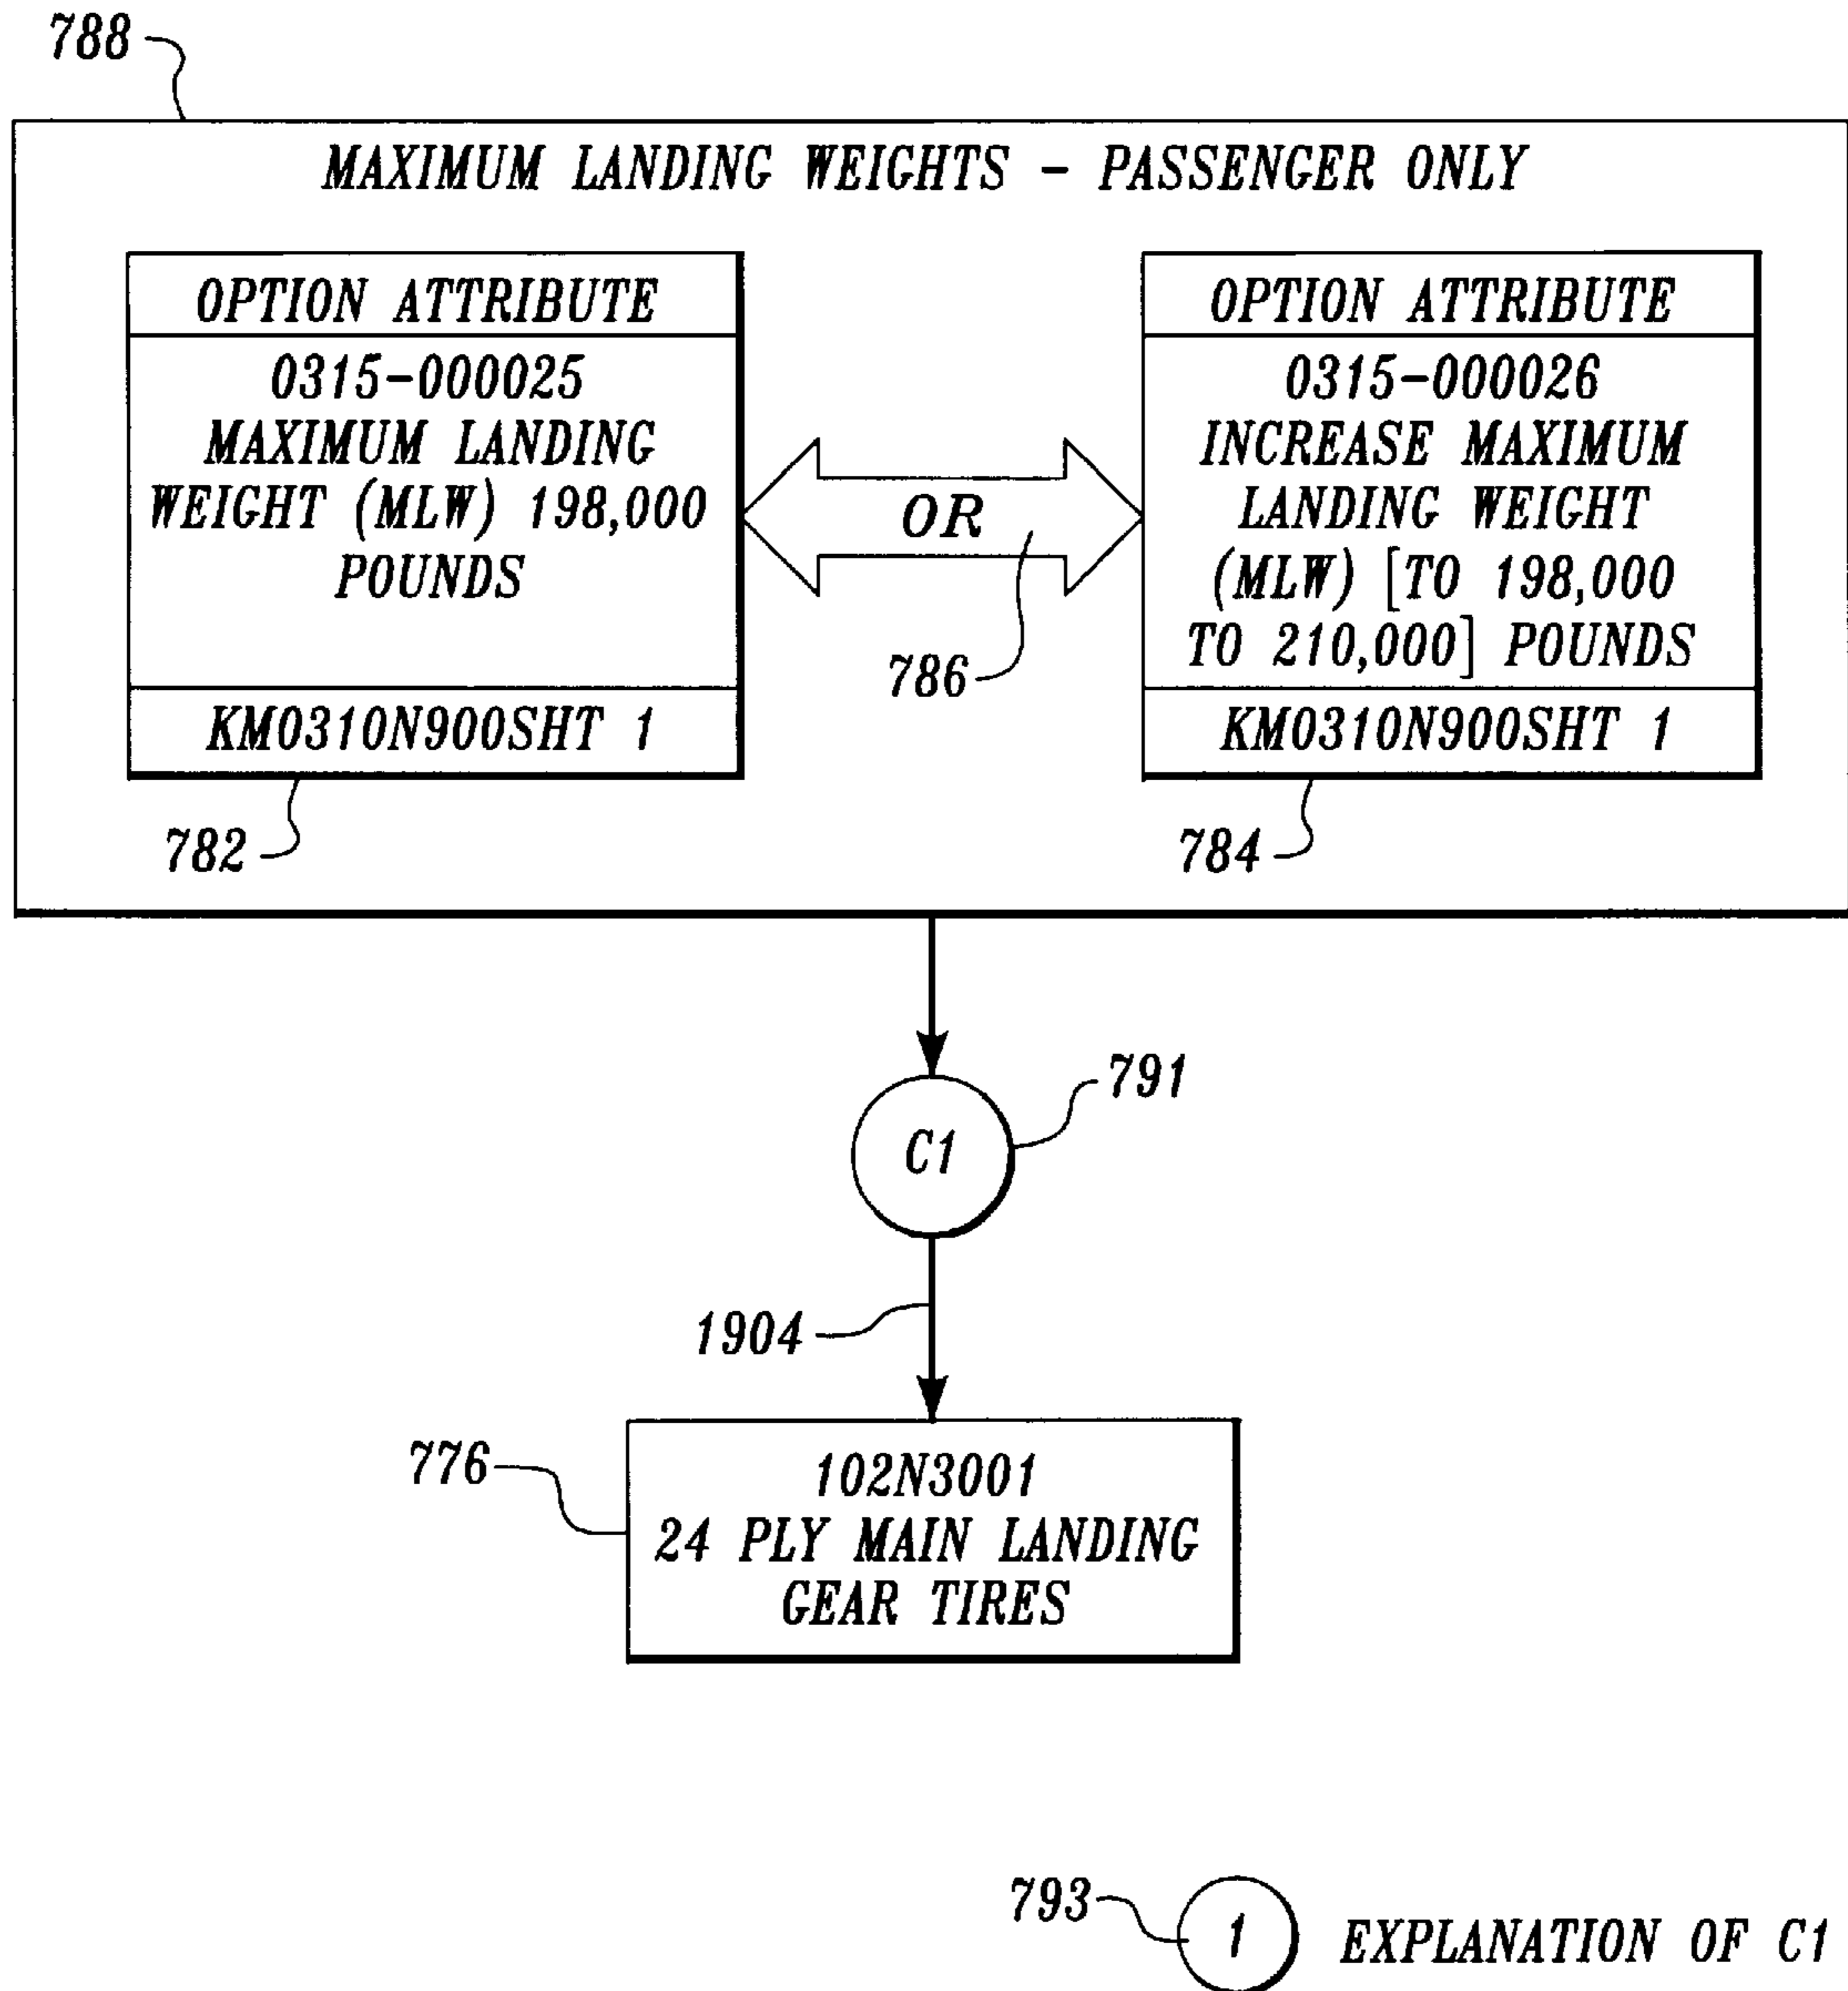 788
MAXIMUM LANDING WEIGHTS - PASSENGER ONLY
OPTION ATTRIBUTE
0315-000025
MAXIMUM LANDING
WEIGHT (MLW) 198,000
POUNDS
KM0310N900SHT 1
782
OR
786
OPTION ATTRIBUTE
0315-000026
INCREASE MAXIMUM
LANDING WEIGHT
(MLW) [TO 198,000
TO 210,000] POUNDS
KM0310N900SHT 1
784
C1
791
1904
776
102N3001
24 PLY MAIN LANDING
GEAR TIRES
793
1 EXPLANATION OF C1